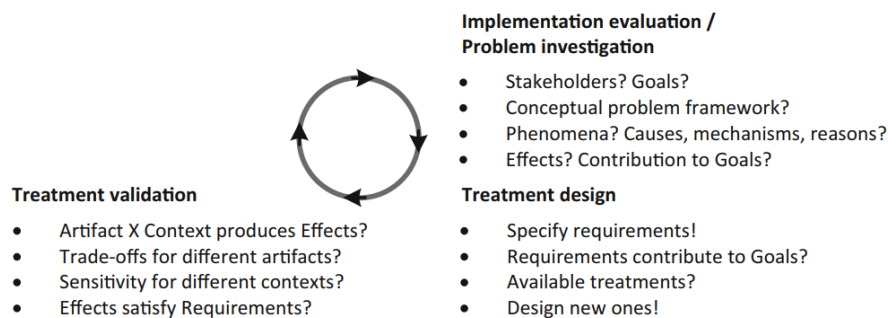 Implementation evaluation /
Problem investigation
• Stakeholders? Goals?
• Conceptual problem framework?
• Phenomena? Causes, mechanisms, reasons?
• Effects? Contribution to Goals?
Treatment validation
• Artifact X Context produces Effects?
• Trade-offs for different artifacts?
• Sensitivity for different contexts?
• Effects satisfy Requirements?
Treatment design
• Specify requirements!
• Requirements contribute to Goals?
• Available treatments?
• Design new ones!